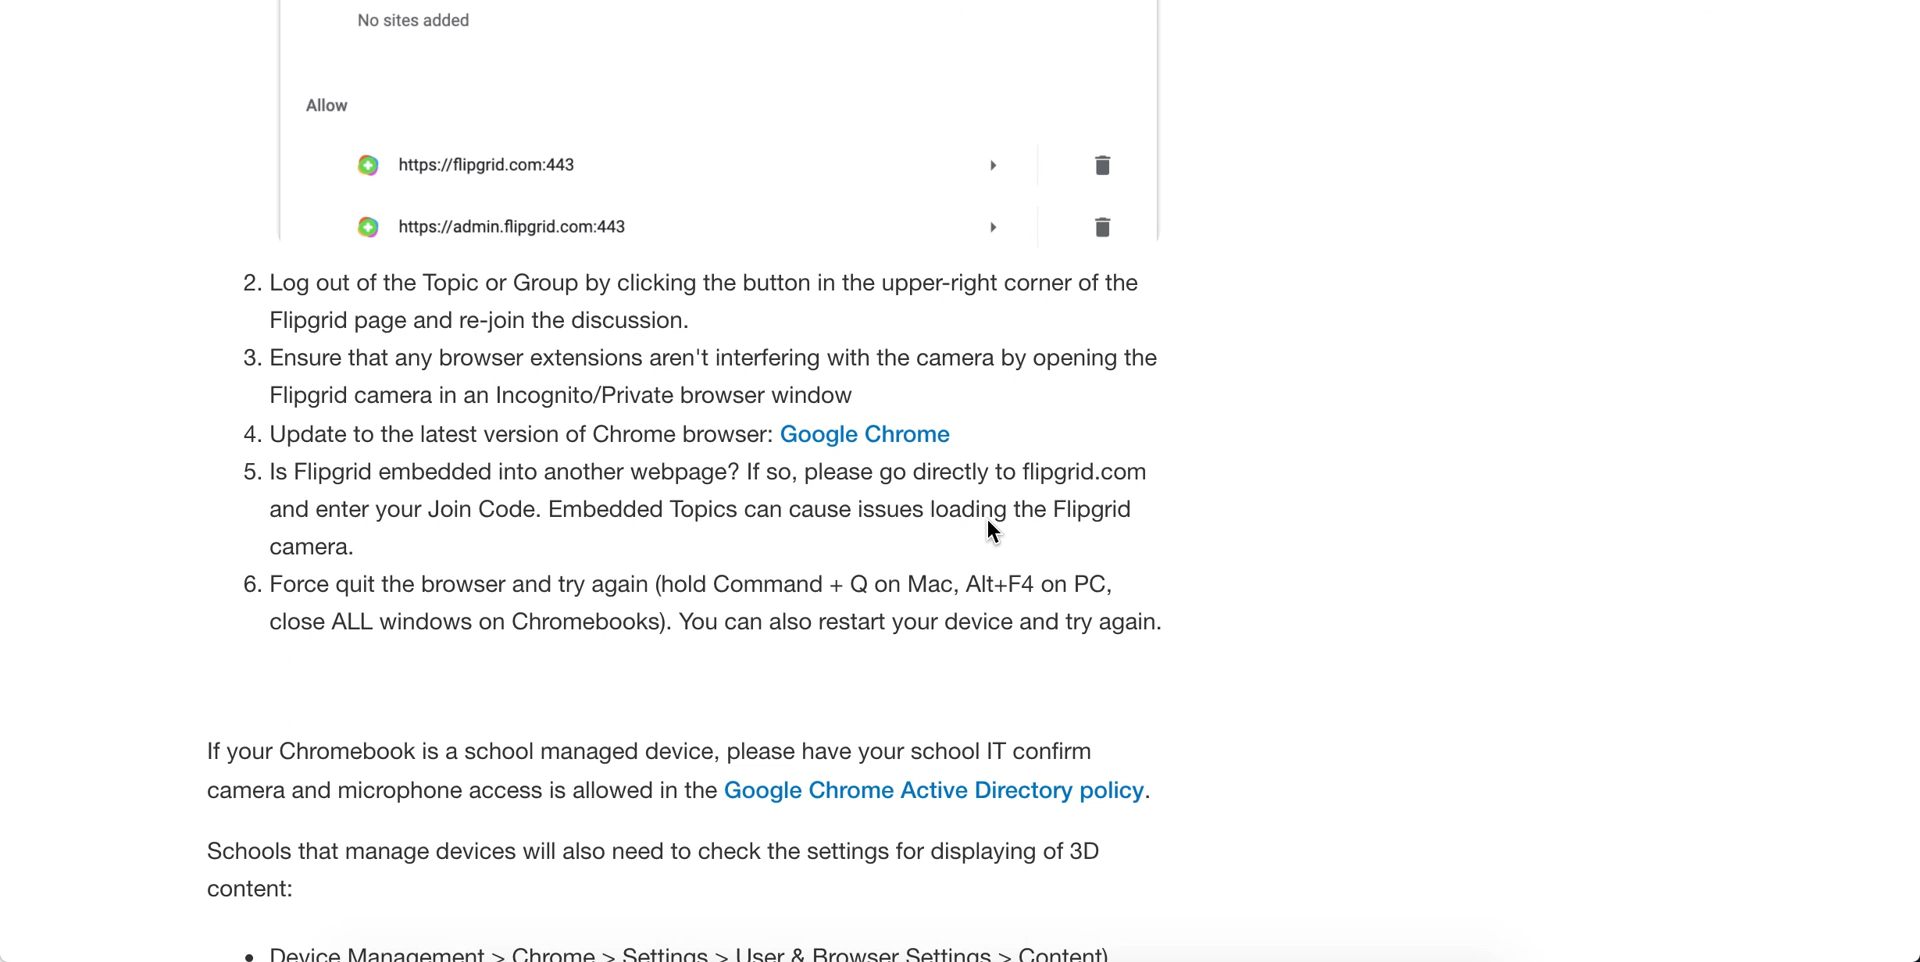 No sites added
Allow
https://flipgrid.com:443
https://admin.flipgrid.com:443
2. Log out of the Topic or Group by clicking the button in the upper-right corner of the
Flipgrid page and re-join the discussion.
3. Ensure that any browser extensions aren't interfering with the camera by opening the
Flipgrid camera in an Incognito/Private browser window
4. Update to the latest version of Chrome browser: Google Chrome
5. Is Flipgrid embedded into another webpage? If so, please go directly to flipgrid.com
and enter your Join Code. Embedded Topics can cause issues loading the Flipgrid
camera.
6. Force quit the browser and try again (hold Command + Q on Mac, Alt+F4 on PC,
close ALL windows on Chromebooks). You can also restart your device and try again.
If your Chromebook is a school managed device, please have your school IT confirm
camera and microphone access is allowed in the Google Chrome Active Directory policy.
Schools that manage devices will also need to check the settings for displaying of 3D
content:
• Device Management > Chrome > Settings > User & Browser Settings > Content)